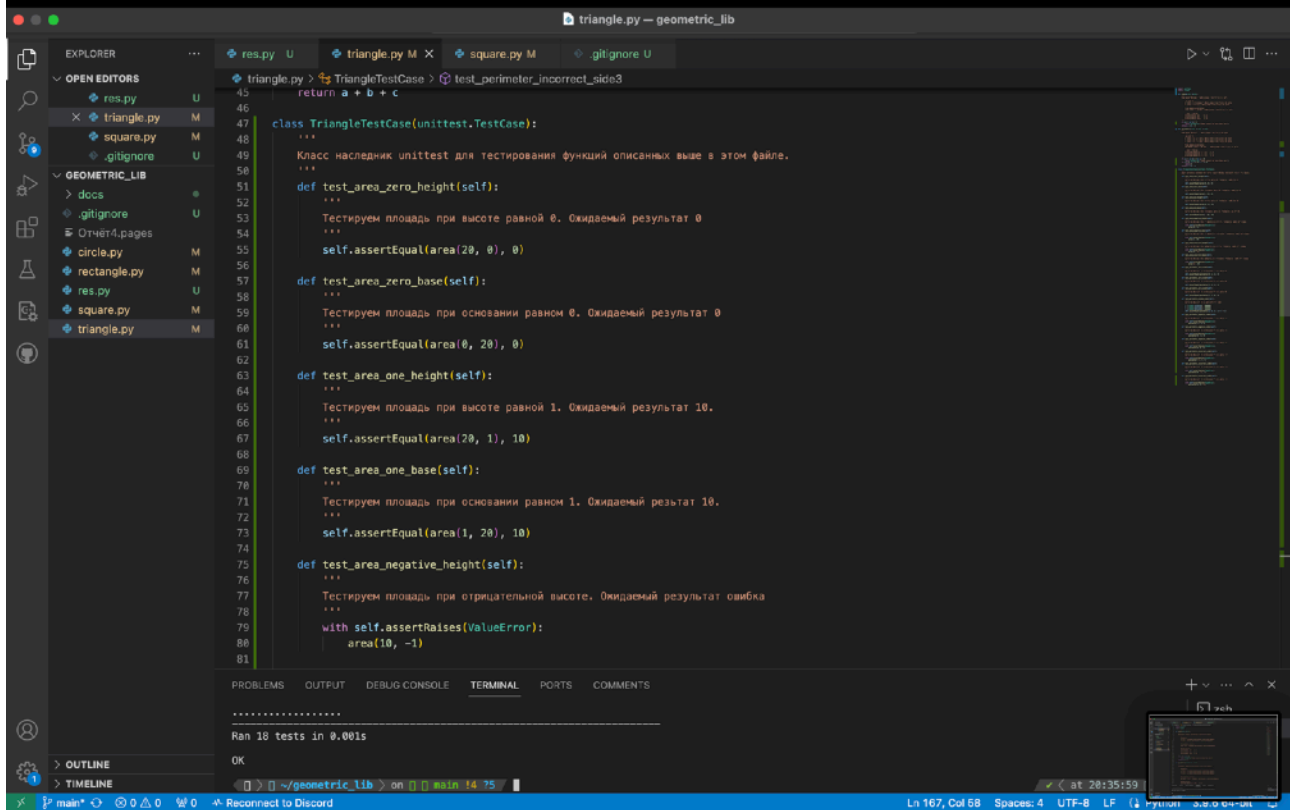 triangle.py — geometric_lib
EXPLORER
res.py U
triangle.py M
square.py M
.gitignore U
OPEN EDITORS
res.py U
triangle.py M
square.py M
.gitignore U
GEOMETRIC_LIB
docs
.gitignore U
Отчёт4.pages
circle.py M
rectangle.py M
res.py U
square.py M
triangle.py M
OUTLINE
TIMELINE
triangle.py > TriangleTestCase > test_perimeter_incorrect_side3
45 return a + b + c
46
47 class TriangleTestCase(unittest.TestCase):
48 '''
49 Класс наследник unittest для тестирования функций описанных выше в этом файле.
50 '''
51 def test_area_zero_height(self):
52 '''
53 Тестируем площадь при высоте равной 0. Ожидаемый результат 0
54 '''
55 self.assertEqual(area(20, 0), 0)
56
57 def test_area_zero_base(self):
58 '''
59 Тестируем площадь при основании равном 0. Ожидаемый результат 0
60 '''
61 self.assertEqual(area(0, 20), 0)
62
63 def test_area_one_height(self):
64 '''
65 Тестируем площадь при высоте равной 1. Ожидаемый результат 10.
66 '''
67 self.assertEqual(area(20, 1), 10)
68
69 def test_area_one_base(self):
70 '''
71 Тестируем площадь при основании равном 1. Ожидаемый резьтат 10.
72 '''
73 self.assertEqual(area(1, 20), 10)
74
75 def test_area_negative_height(self):
76 '''
77 Тестируем площадь при отрицательной высоте. Ожидаемый результат ошибка
78 '''
79 with self.assertRaises(ValueError):
80 area(10, -1)
81
PROBLEMS OUTPUT DEBUG CONSOLE TERMINAL PORTS COMMENTS
zsh
..................
Ran 18 tests in 0.001s
OK
~/geometric_lib > on main !4 ?5
✓ < at 20:35:59
main* 0 0 0 Reconnect to Discord
Ln 167, Col 58 Spaces: 4 UTF-8 LF Python 3.9.6 64-bit